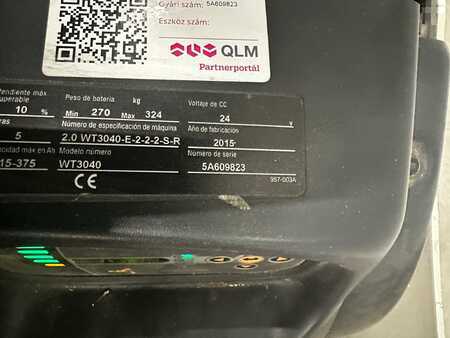 Gyári szám: 5A609823
Eszköz szám:
QLM
Partnerportál
Pendiente máx
superable
10 %
Peso de batería kg
Min 270 Max 324
Voltaje de CC
24 v
5
Número de especificación de máquina
2.0 WT3040-E-2-2-2-S-R
Año de fabricación
2015
15-375
Modelo número
WT3040
Número de serie
5A609823
CE
957-003A